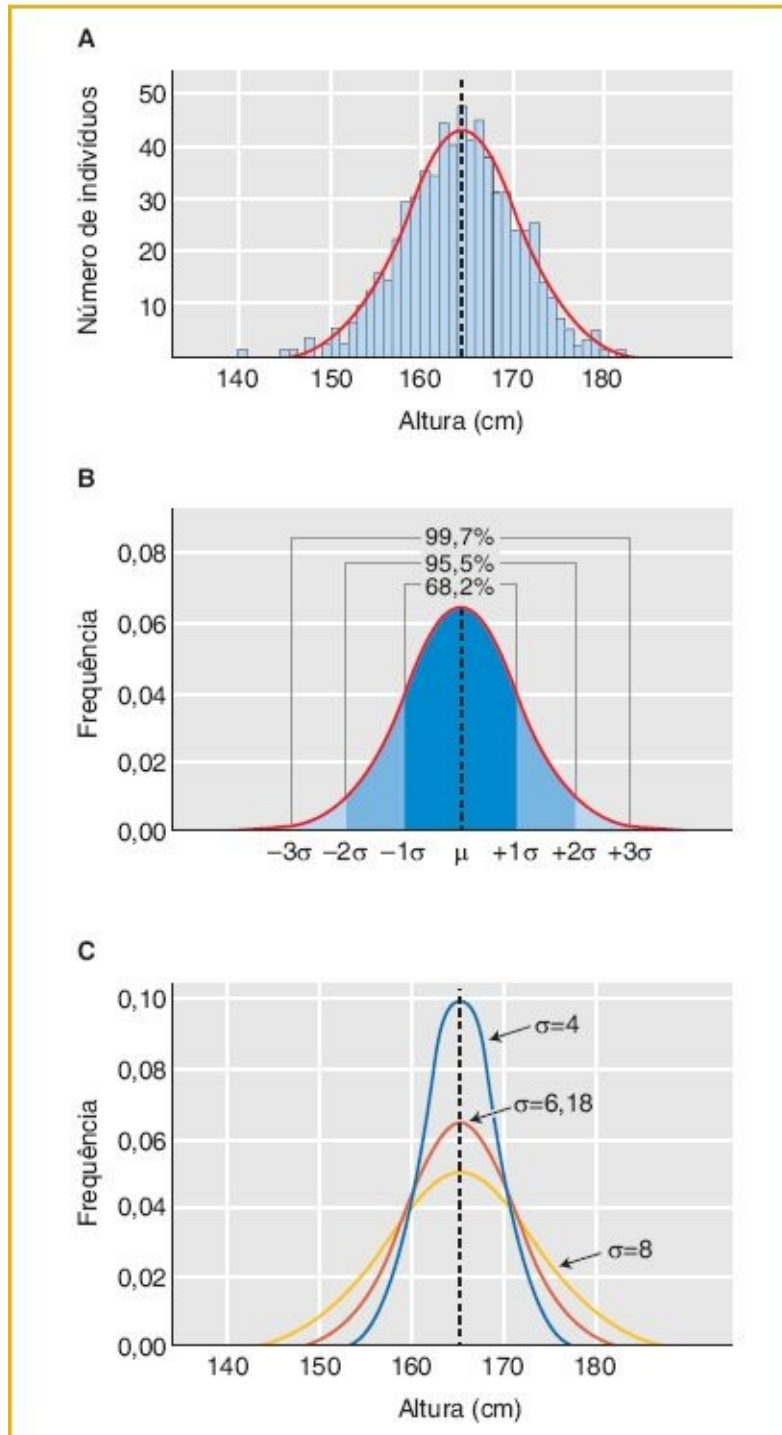 A
Número de indivíduos
50
40
30
20
10
140 150 160 170 180
Altura (cm)
B
Frequência
0,08
0,06
0,04
0,02
0,00
99,7%
95,5%
68,2%
−3σ −2σ −1σ μ +1σ +2σ +3σ
C
Frequência
0,10
0,08
0,06
0,04
0,02
0,00
σ=4
σ=6,18
σ=8
140 150 160 170 180
Altura (cm)